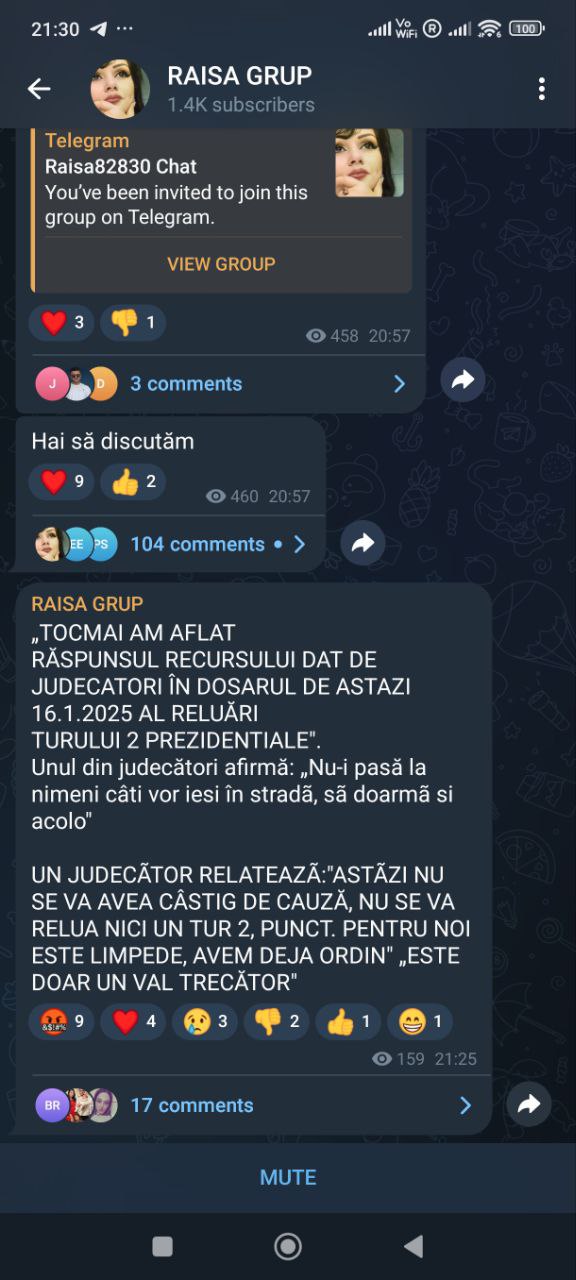 21:30
Vo
WiFi
R
100
RAISA GRUP
1.4K subscribers
Telegram
Raisa82830 Chat
You've been invited to join this
group on Telegram.
VIEW GROUP
❤️ 3 👎 1
458 20:57
J D 3 comments
Hai să discutăm
❤️ 9 👍 2
460 20:57
EE PS 104 comments
RAISA GRUP
„TOCMAI AM AFLAT
RĂSPUNSUL RECURSULUI DAT DE
JUDECATORI ÎN DOSARUL DE ASTAZI
16.1.2025 AL RELUĂRI
TURULUI 2 PREZIDENTIALE".
Unul din judecători afirmă: „Nu-i pasă la
nimeni câti vor iesi în stradã, sã doarmã si
acolo"
UN JUDECÃTOR RELATEAZÃ:"ASTÃZI NU
SE VA AVEA CÂSTIG DE CAUZĂ, NU SE VA
RELUA NICI UN TUR 2, PUNCT. PENTRU NOI
ESTE LIMPEDE, AVEM DEJA ORDIN" „ESTE
DOAR UN VAL TRECĂTOR"
🤬 9 ❤️ 4 😢 3 👎 2 👍 1 😁 1
159 21:25
BR 17 comments
MUTE